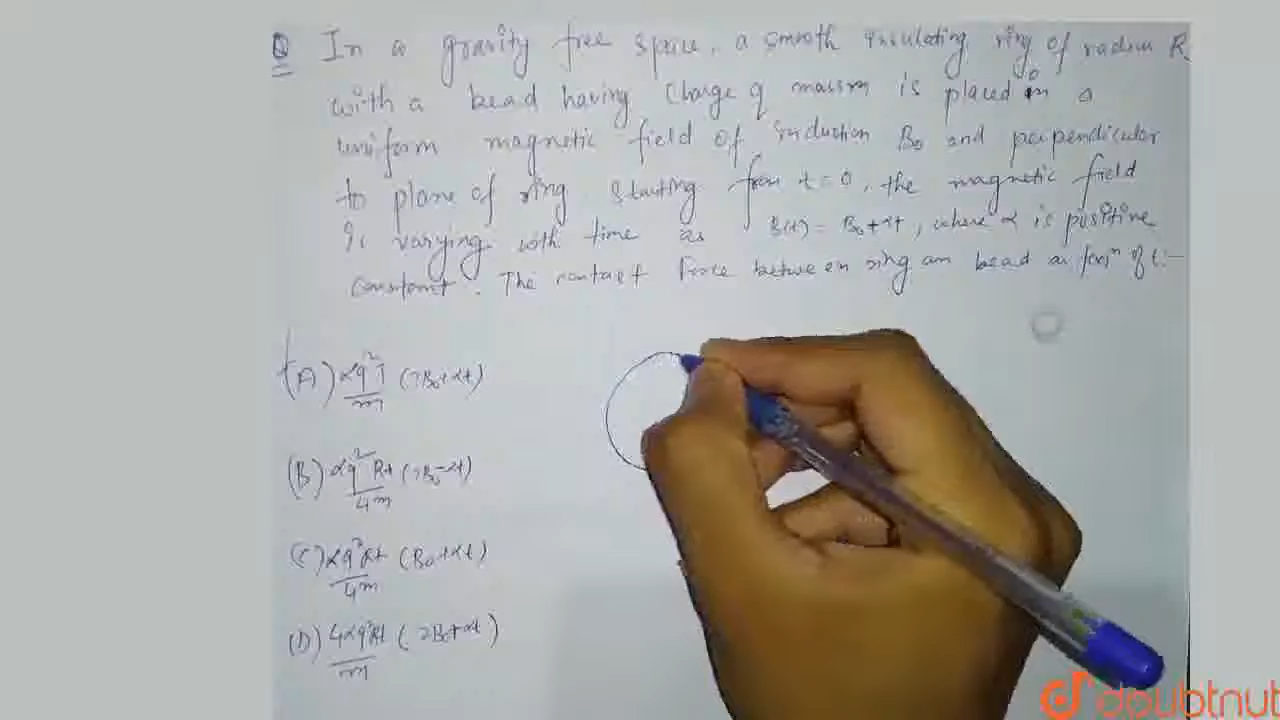 Q In a gravity free space, a smooth insulating ring of radius R
with a bead having charge q mass m is placed in a
uniform magnetic field of induction B₀ and perpendicular
to plane of ring starting from t=0, the magnetic field
is varying with time as B(t) = B₀+αt, where α is positive
constant. The contact force between ring an bead as funⁿ of t:-
(A) αq² /m (2B₀+αt)
(B) αq²Rt/4m (2B₀-αt)
(C) αq²Rt/4m (B₀+αt)
(D) 4αq²Rt/m (2B₀+αt)
doubtnut